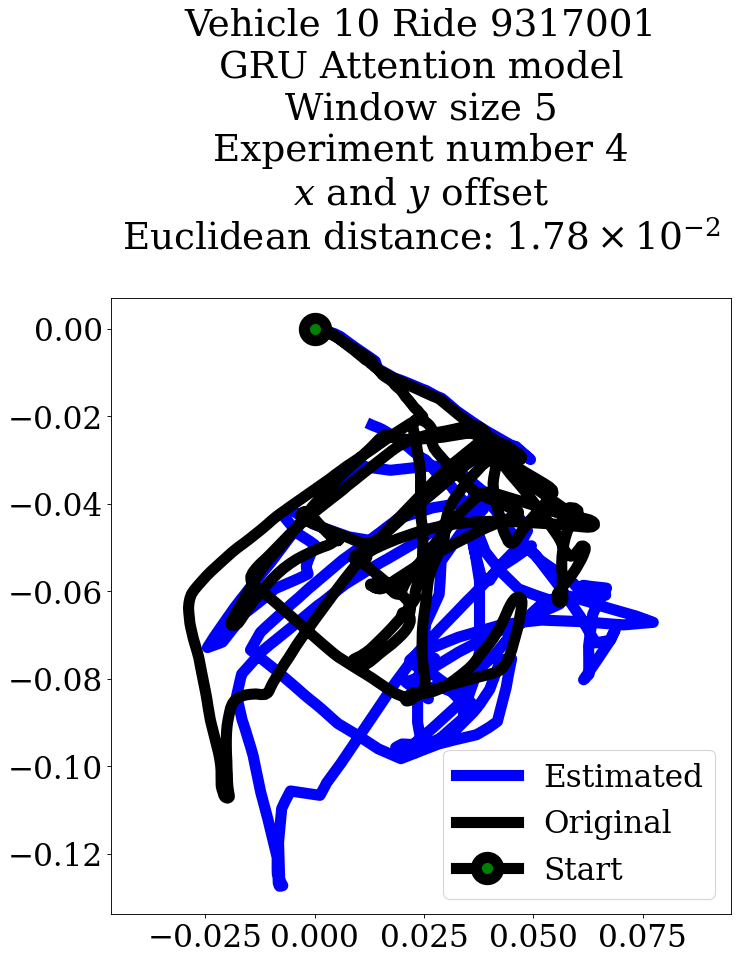 Vehicle 10 Ride 9317001
GRU Attention model
Window size 5
Experiment number 4
x and y offset
Euclidean distance: 1.78 × 10⁻²
0.00
−0.02
−0.04
−0.06
−0.08
−0.10
−0.12
Estimated
Original
Start
−0.025 0.000 0.025 0.050 0.075